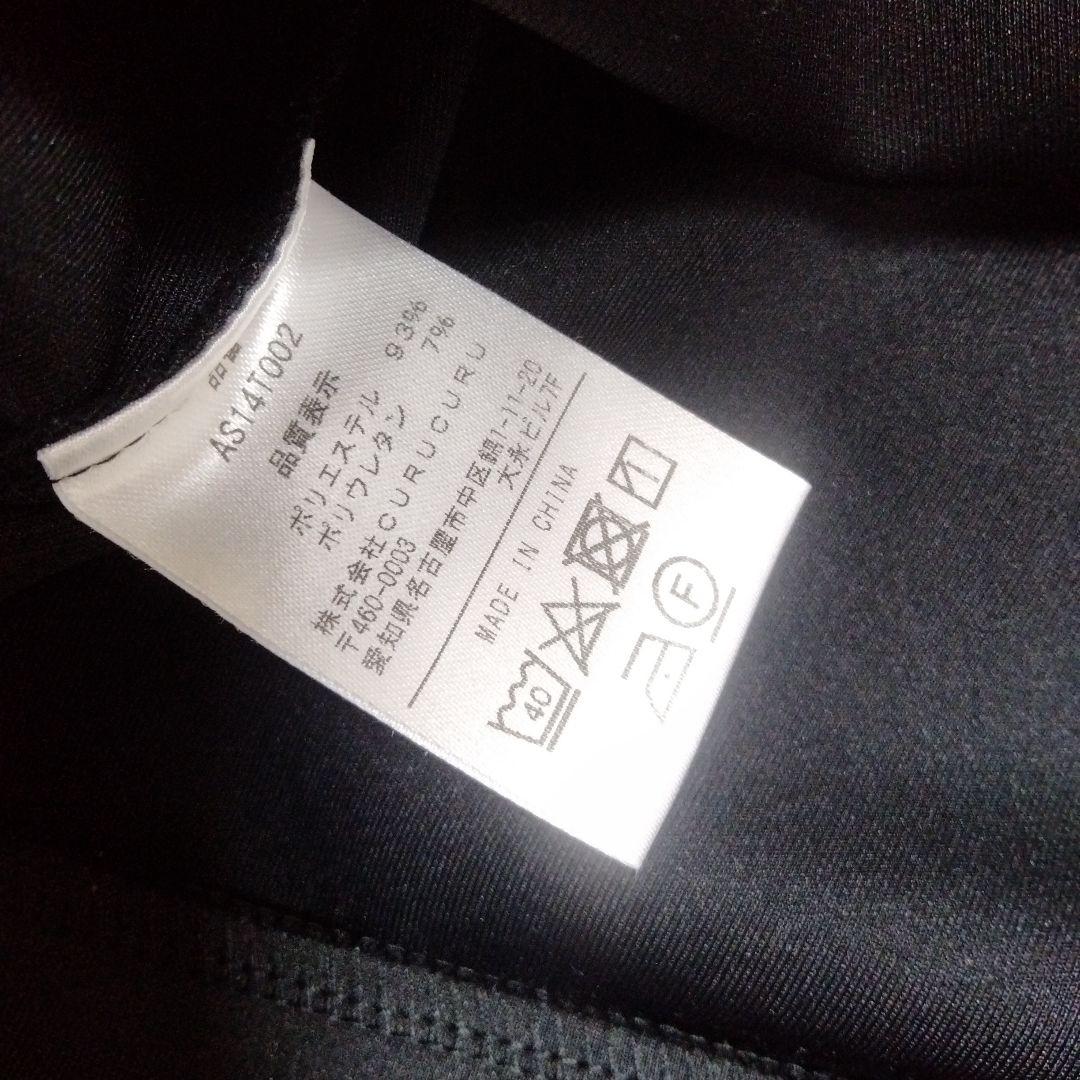 AS14T002
品質表示
ポリエステル 93%
ポリウレタン 7%
株式会社CURUCURU
〒460-0003
愛知県名古屋市中区錦1-11-20
大永ビル7F
MADE IN CHINA
40
F